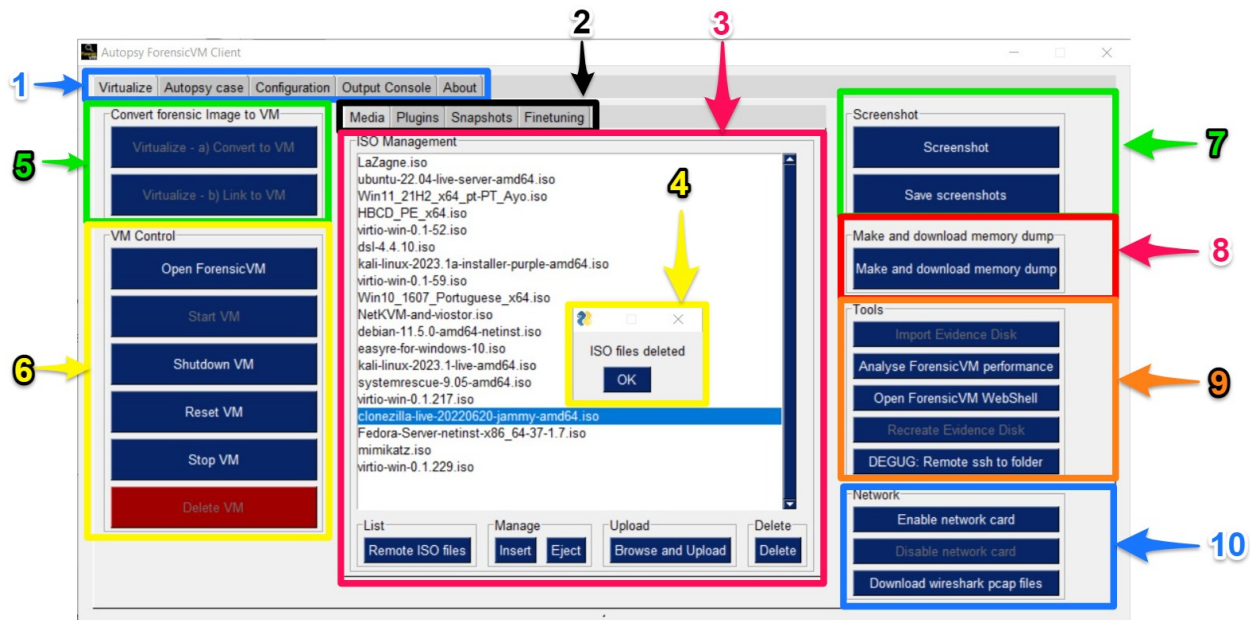 2
3
Autopsy ForensicVM Client
1
Virtualize Autopsy case Configuration Output Console About
Convert forensic Image to VM
Virtualize - a) Convert to VM
Virtualize - b) Link to VM
5
VM Control
Open ForensicVM
Start VM
Shutdown VM
Reset VM
Stop VM
Delete VM
6
Media Plugins Snapshots Finetuning
ISO Management
LaZagne.iso
ubuntu-22.04-live-server-amd64.iso
Win11_21H2_x64_pt-PT_Ayo.iso
HBCD_PE_x64.iso
virtio-win-0.1-52.iso
dsl-4.4.10.iso
kali-linux-2023.1a-installer-purple-amd64.iso
virtio-win-0.1-59.iso
Win10_1607_Portuguese_x64.iso
NetKVM-and-viostor.iso
debian-11.5.0-amd64-netinst.iso
easyre-for-windows-10.iso
kali-linux-2023.1-live-amd64.iso
systemrescue-9.05-amd64.iso
virtio-win-0.1.217.iso
clonezilla-live-20220620-jammy-amd64.iso
Fedora-Server-netinst-x86_64-37-1.7.iso
mimikatz.iso
virtio-win-0.1.229.iso
4
ISO files deleted
OK
List
Remote ISO files
Manage
Insert Eject
Upload
Browse and Upload
Delete
Delete
Screenshot
Screenshot
Save screenshots
7
Make and download memory dump
Make and download memory dump
8
Tools
Import Evidence Disk
Analyse ForensicVM performance
Open ForensicVM WebShell
Recreate Evidence Disk
DEGUG: Remote ssh to folder
9
Network
Enable network card
Disable network card
Download wireshark pcap files
10